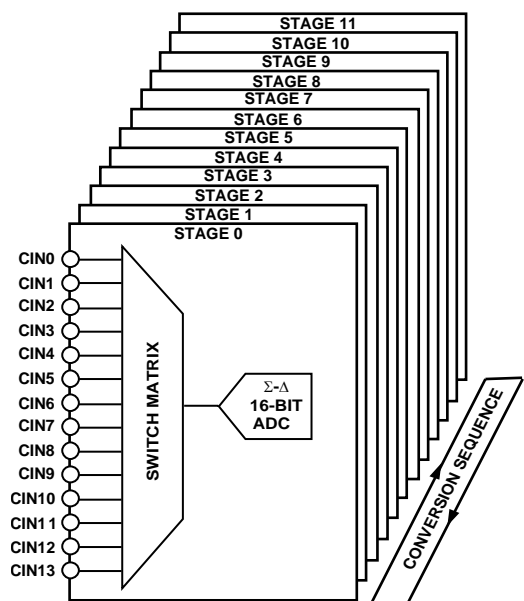 STAGE 11
STAGE 10
STAGE 9
STAGE 8
STAGE 7
STAGE 6
STAGE 5
STAGE 4
STAGE 3
STAGE 2
STAGE 1
STAGE 0
CIN0
CIN1
CIN2
CIN3
CIN4
CIN5
CIN6
CIN7
CIN8
CIN9
CIN10
CIN11
CIN12
CIN13
SWITCH MATRIX
Σ-Δ
16-BIT
ADC
CONVERSION SEQUENCE